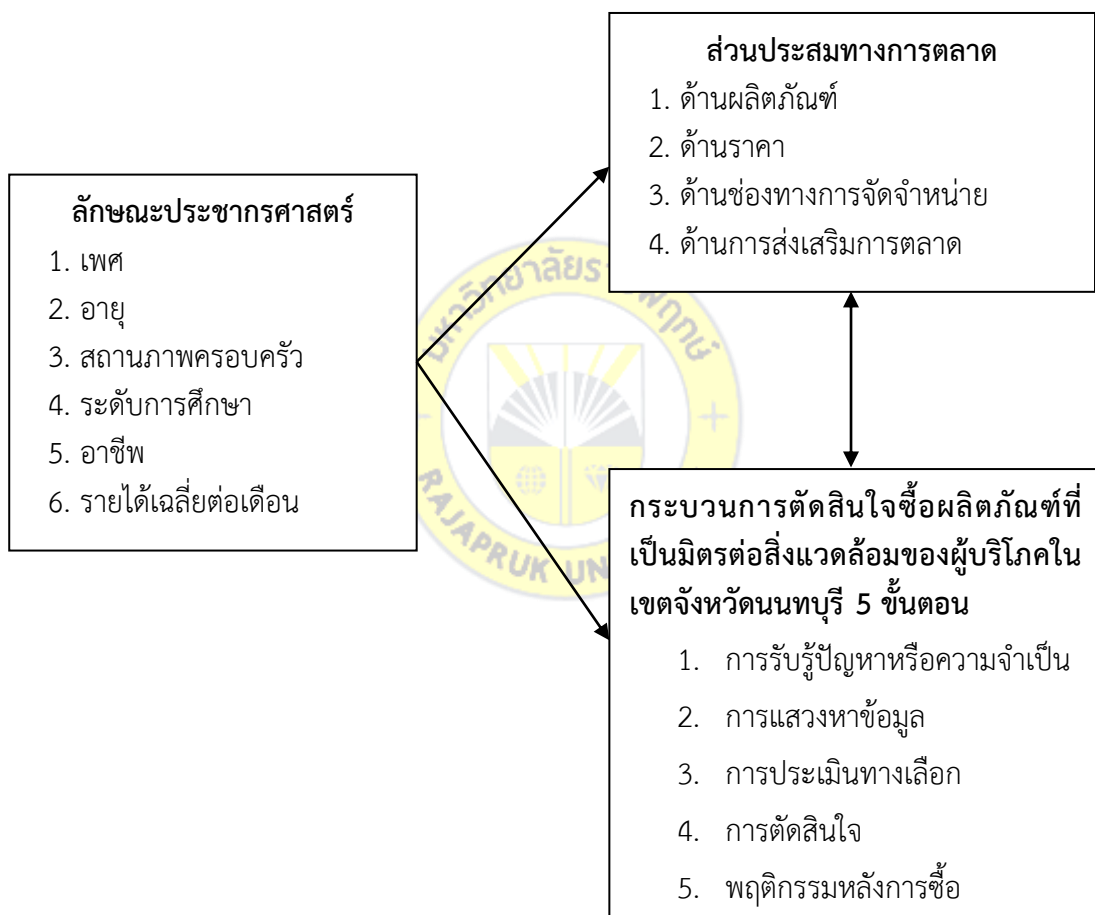 ส่วนประสมทางการตลาด
1. ด้านผลิตภัณฑ์
2. ด้านราคา
3. ด้านช่องทางการจัดจำหน่าย
4. ด้านการส่งเสริมการตลาด
ลักษณะประชากรศาสตร์
1. เพศ
2. อายุ
3. สถานภาพครอบครัว
4. ระดับการศึกษา
5. อาชีพ
6. รายได้เฉลี่ยต่อเดือน
กระบวนการตัดสินใจซื้อผลิตภัณฑ์ที่
เป็นมิตรต่อสิ่งแวดล้อมของผู้บริโภคใน
เขตจังหวัดนนทบุรี 5 ขั้นตอน
1. การรับรู้ปัญหาหรือความจำเป็น
2. การแสวงหาข้อมูล
3. การประเมินทางเลือก
4. การตัดสินใจ
5. พฤติกรรมหลังการซื้อ
RAJAPRUK UN